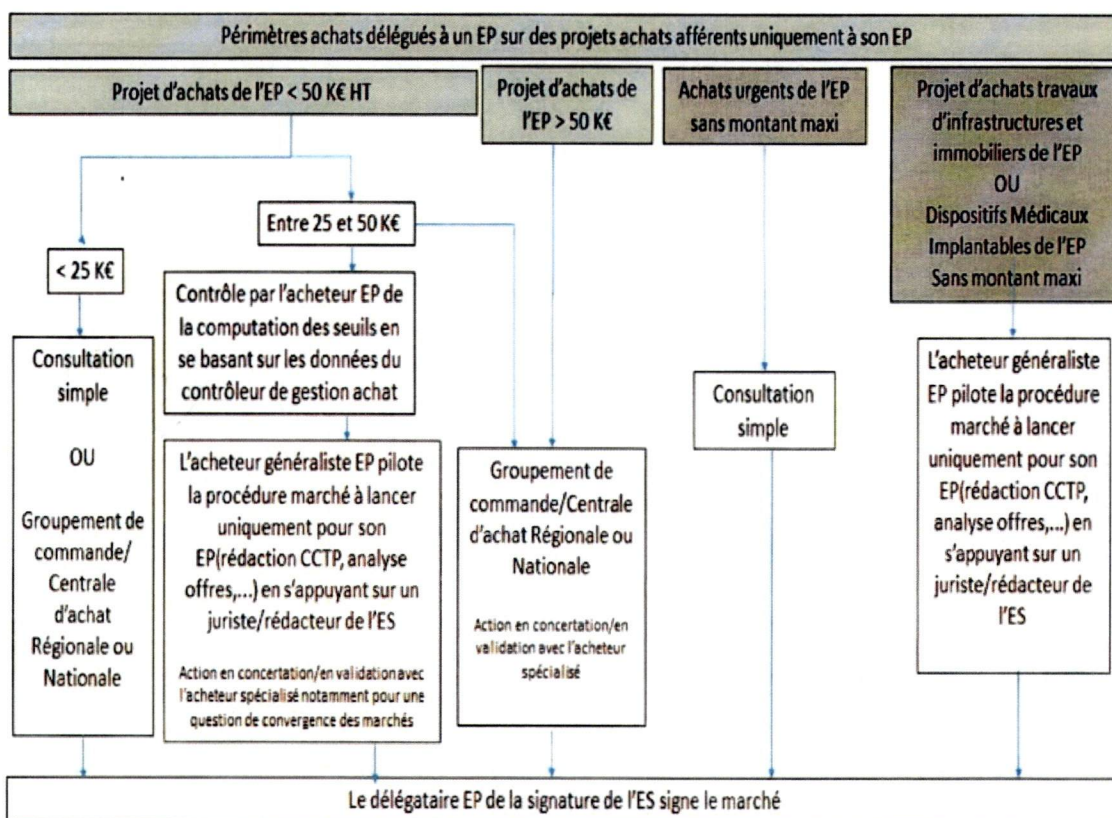 Périmètres achats délégués à un EP sur des projets achats afférents uniquement à son EP
Projet d'achats de l'EP < 50 K€ HT
Projet d'achats de
l'EP > 50 K€
Achats urgents de l'EP
sans montant maxi
Projet d'achats travaux
d'infrastructures et
immobiliers de l'EP
OU
Dispositifs Médicaux
Implantables de l'EP
Sans montant maxi
< 25 K€
Entre 25 et 50 K€
Consultation
simple
OU
Groupement de
commande/
Centrale
d'achat
Régionale ou
Nationale
Contrôle par l'acheteur EP de
la computation des seuils en
se basant sur les données du
contrôleur de gestion achat
L'acheteur généraliste EP pilote
la procédure marché à lancer
uniquement pour son
EP(rédaction CCTP, analyse
offres,...) en s'appuyant sur un
juriste/rédacteur de l'ES
Action en concertation/en validation avec
l'acheteur spécialisé notamment pour une
question de convergence des marchés
Groupement de
commande/Centrale
d'achat Régionale ou
Nationale
Action en concertation/en
validation avec l'acheteur
spécialisé
Consultation
simple
L'acheteur généraliste
EP pilote la procédure
marché à lancer
uniquement pour son
EP(rédaction CCTP,
analyse offres,...) en
s'appuyant sur un
juriste/rédacteur de
l'ES
Le délégataire EP de la signature de l'ES signe le marché